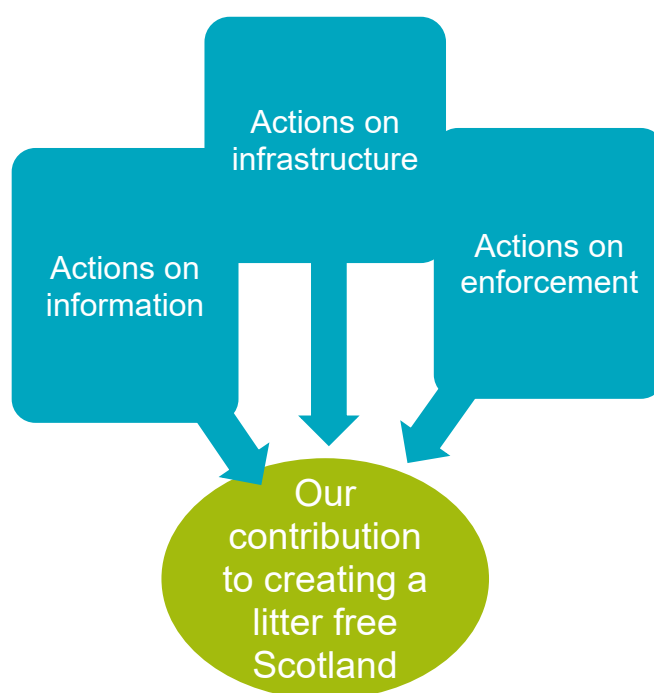 Actions on
infrastructure
Actions on
information
Actions on
enforcement
Our
contribution
to creating a
litter free
Scotland